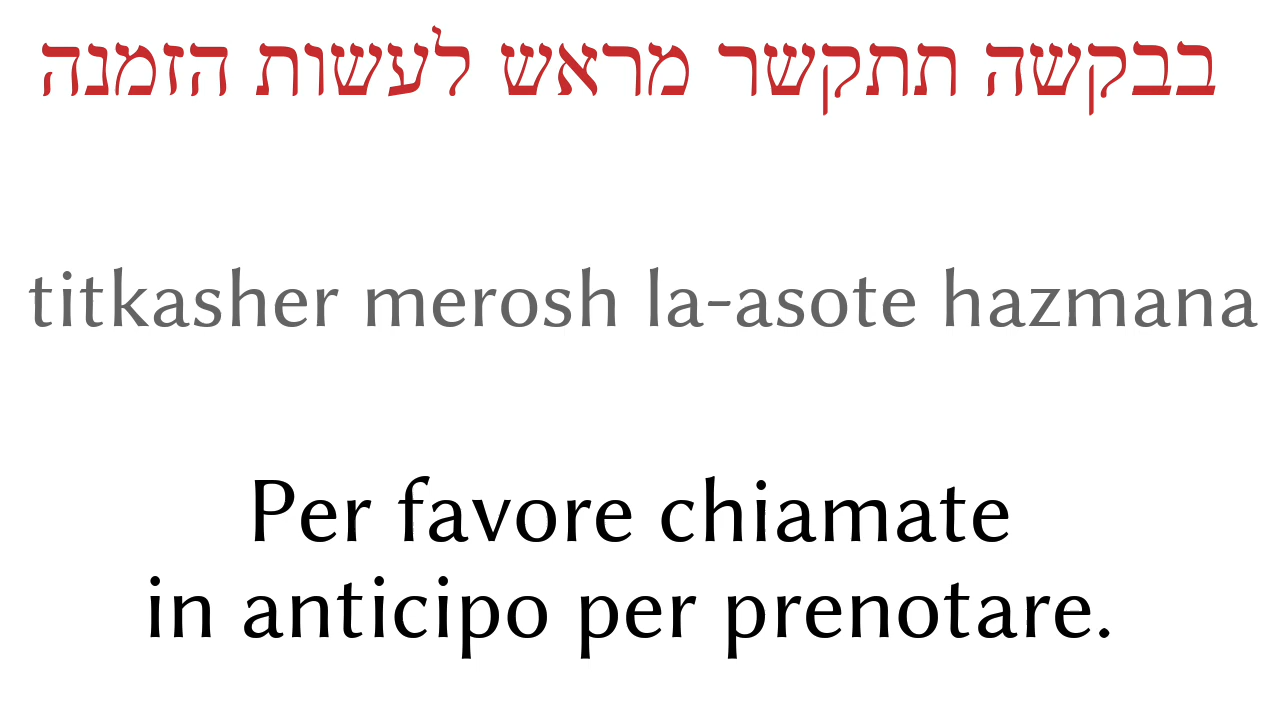 בבקשה תתקשר מראש לעשות הזמנה
titkasher merosh la-asote hazmana
Per favore chiamate
in anticipo per prenotare.